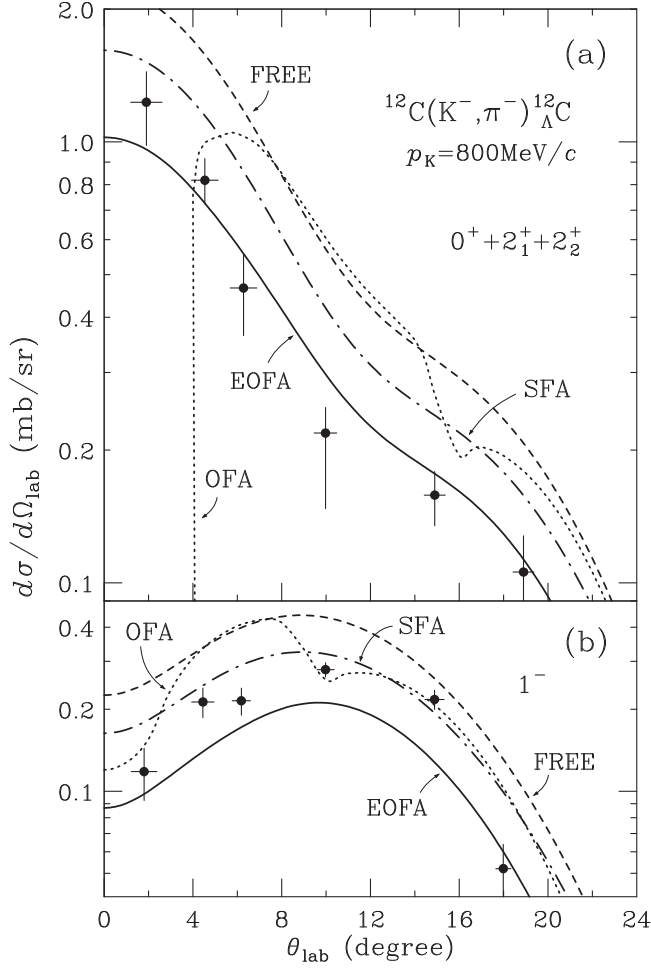 2.0
(a)
FREE
¹²C(K⁻,π⁻)¹²_ΛC
p_K=800MeV/c
1.0
0.8
0.6
0⁺+2₁⁺+2₂⁺
0.4
EOFA
SFA
dσ/dΩ_lab (mb/sr)
0.2
OFA
0.1
0.4
OFA
SFA
(b)
1⁻
0.2
FREE
0.1
EOFA
0 4 8 12 16 20 24
θ_lab (degree)